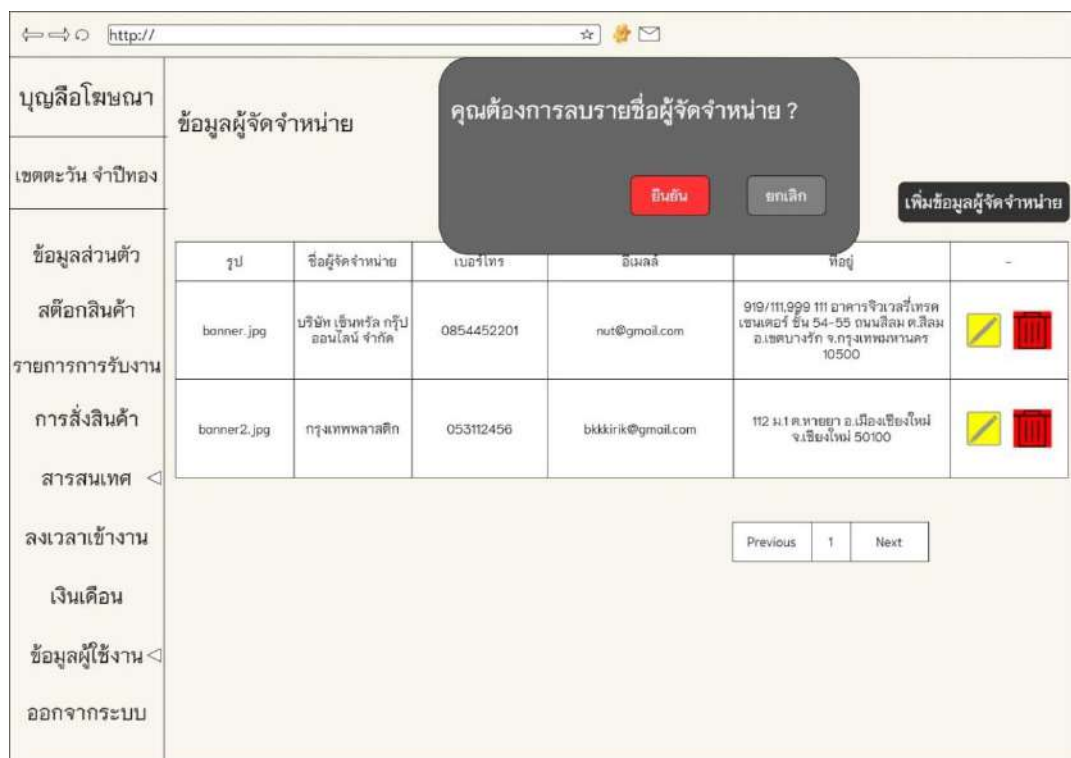 http://
บุญลือโฆษณา
เขตตะวัน จำปีทอง
ข้อมูลส่วนตัว
สต๊อกสินค้า
รายการการรับงาน
การสั่งสินค้า
สารสนเทศ
ลงเวลาเข้างาน
เงินเดือน
ข้อมูลผู้ใช้งาน
ออกจากระบบ
ข้อมูลผู้จัดจำหน่าย
คุณต้องการลบรายชื่อผู้จัดจำหน่าย ?
ยืนยัน
ยกเลิก
เพิ่มข้อมูลผู้จัดจำหน่าย
รูป
ชื่อผู้จัดจำหน่าย
เบอร์โทร
อีเมลล์
ที่อยู่
-
banner.jpg
บริษัท เซ็นทรัล กรุ๊ป
ออนไลน์ จำกัด
0854452201
nut@gmail.com
919/111,999 111 อาคารจิวเวลรี่เทรด
เซนเตอร์ ชั้น 54-55 ถนนสีลม ต.สีลม
อ.เขตบางรัก จ.กรุงเทพมหานคร
10500
banner2.jpg
กรุงเทพพลาสติก
053112456
bkkkirik@gmail.com
112 ม.1 ต.หายยา อ.เมืองเชียงใหม่
จ.เชียงใหม่ 50100
Previous
1
Next